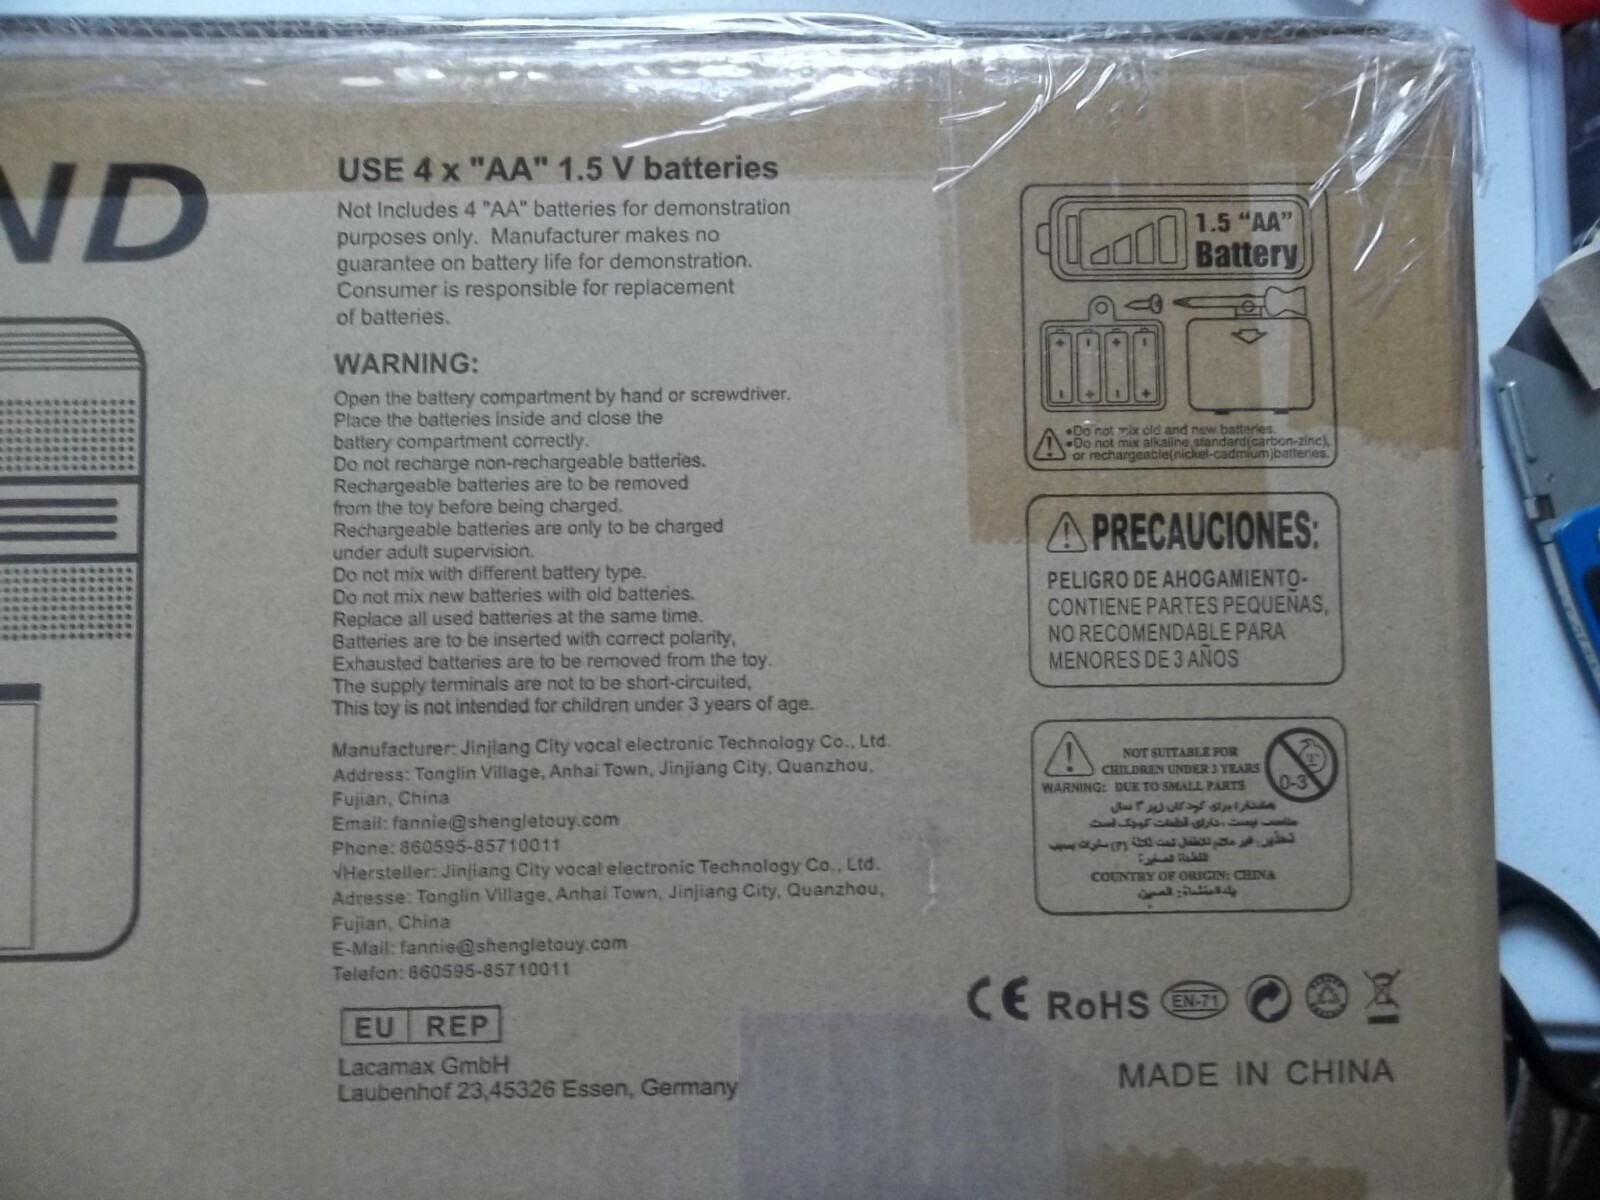 ND
USE 4 x "AA" 1.5 V batteries
Not Includes 4 "AA" batteries for demonstration
purposes only. Manufacturer makes no
guarantee on battery life for demonstration.
Consumer is responsible for replacement
of batteries.
WARNING:
Open the battery compartment by hand or screwdriver.
Place the batteries inside and close the
battery compartment correctly.
Do not recharge non-rechargeable batteries.
Rechargeable batteries are to be removed
from the toy before being charged.
Rechargeable batteries are only to be charged
under adult supervision.
Do not mix with different battery type.
Do not mix new batteries with old batteries.
Replace all used batteries at the same time.
Batteries are to be inserted with correct polarity,
Exhausted batteries are to be removed from the toy.
The supply terminals are not to be short-circuited,
This toy is not intended for children under 3 years of age.
Manufacturer: Jinjiang City vocal electronic Technology Co., Ltd.
Address: Tonglin Village, Anhai Town, Jinjiang City, Quanzhou,
Fujian, China
Email: fannie@shengletouy.com
Phone: 860595-85710011
√Hersteller: Jinjiang City vocal electronic Technology Co., Ltd.
Adresse: Tonglin Village, Anhai Town, Jinjiang City, Quanzhou,
Fujian, China
E-Mail: fannie@shengletouy.com
Telefon: 860595-85710011
EU REP
Lacamax GmbH
Laubenhof 23,45326 Essen, Germany
1.5 “AA”
Battery
•Do not mix old and new batteries.
•Do not mix alkaline,standard(carbon-zinc),
or rechargeable(nickel-cadmium)batteries.
PRECAUCIONES:
PELIGRO DE AHOGAMIENTO-
CONTIENE PARTES PEQUEÑAS,
NO RECOMENDABLE PARA
MENORES DE 3 AÑOS
NOT SUITABLE FOR
CHILDREN UNDER 3 YEARS
WARNING: DUE TO SMALL PARTS
0-3
هشدار! برای کودکان زیر ۳ سال
مناسب نیست، دارای قطعات کوچک است
COUNTRY OF ORIGIN: CHINA
CE RoHS EN-71
MADE IN CHINA